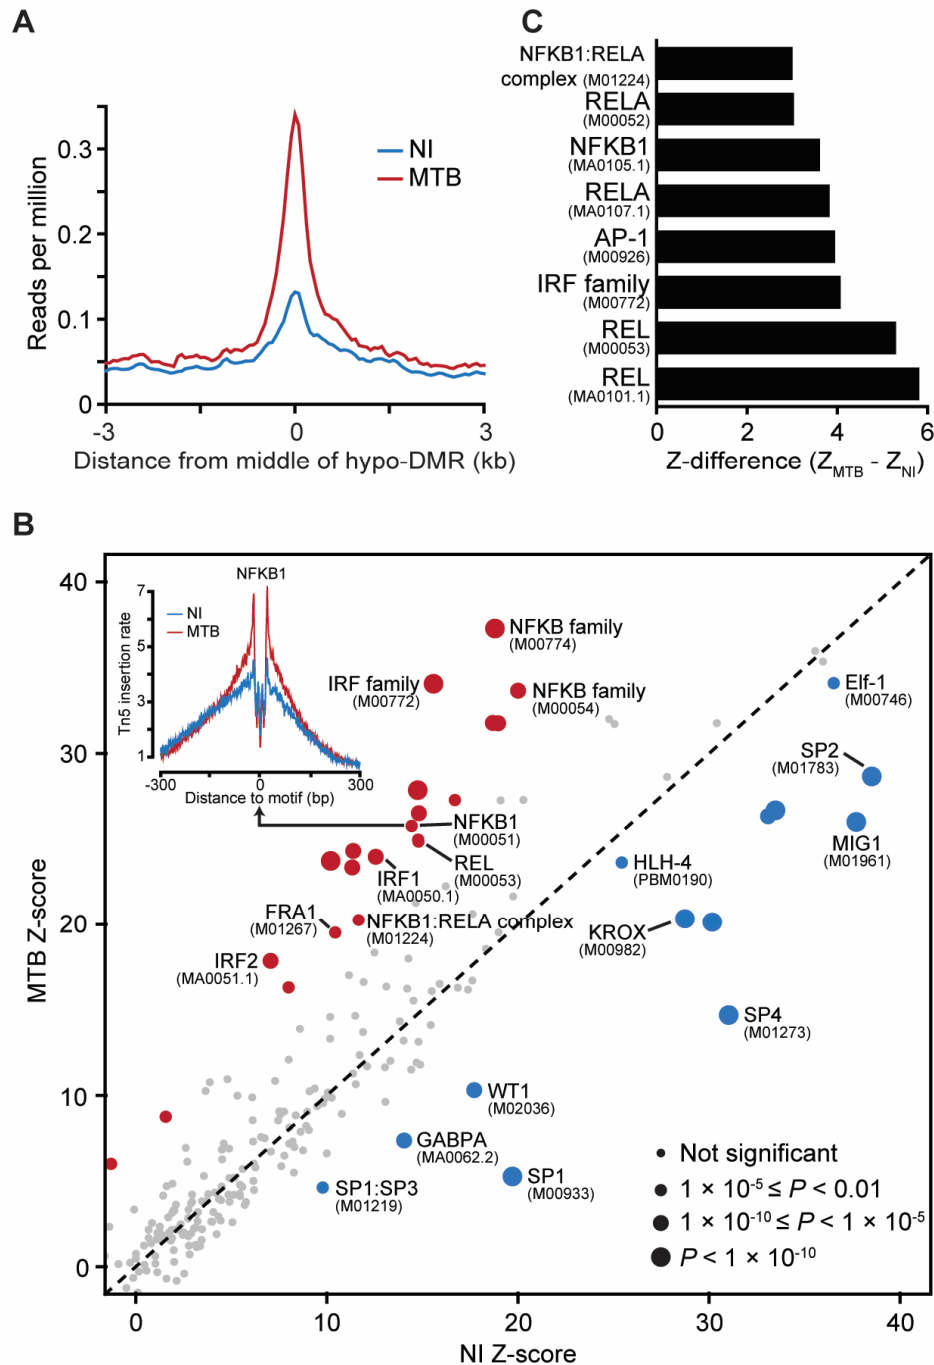 A
0.3
0.2
0.1
0
Reads per million
NI
MTB
-3
0
3
Distance from middle of hypo-DMR (kb)
C
NFKB1:RELA
complex (M01224)
RELA
(M00052)
NFKB1
(MA0105.1)
RELA
(MA0107.1)
AP-1
(M00926)
IRF family
(M00772)
REL
(M00053)
REL
(MA0101.1)
0
2
4
6
Z-difference (ZMTB - ZNI)
B
40
30
20
10
0
MTB Z-score
NFKB1
7
5
3
1
Tn5 insertion rate
NI
MTB
-300
0
300
Distance to motif (bp)
NFKB family
(M00774)
IRF family
(M00772)
NFKB family
(M00054)
Elf-1
(M00746)
SP2
(M01783)
MIG1
(M01961)
NFKB1
(M00051)
REL
(M00053)
IRF1
(MA0050.1)
HLH-4
(PBM0190)
FRA1
(M01267)
NFKB1:RELA complex
(M01224)
KROX
(M00982)
IRF2
(MA0051.1)
SP4
(M01273)
WT1
(M02036)
GABPA
(MA0062.2)
SP1
(M00933)
SP1:SP3
(M01219)
Not significant
1 × 10⁻⁵ ≤ P < 0.01
1 × 10⁻¹⁰ ≤ P < 1 × 10⁻⁵
P < 1 × 10⁻¹⁰
0
10
20
30
40
NI Z-score